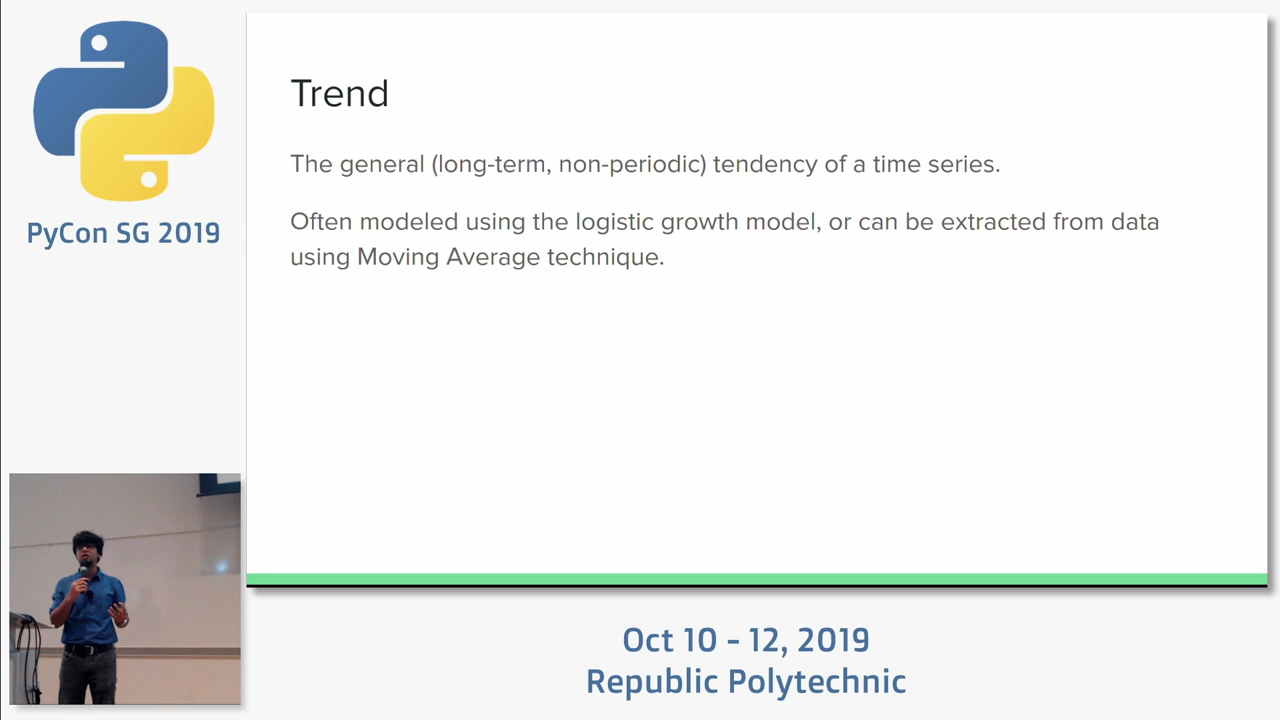 PyCon SG 2019
Trend
The general (long-term, non-periodic) tendency of a time series.
Often modeled using the logistic growth model, or can be extracted from data
using Moving Average technique.
Oct 10 - 12, 2019
Republic Polytechnic